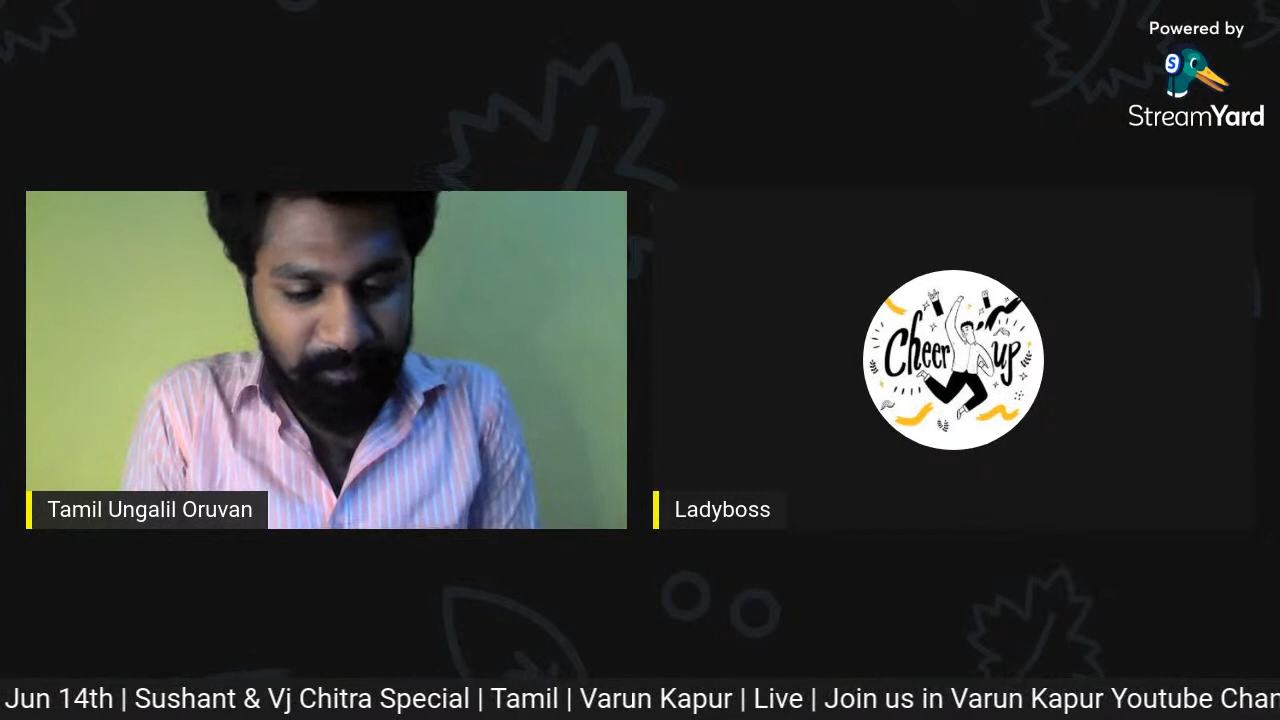 Powered by
S
StreamYard
Cheer up
Tamil Ungalil Oruvan
Ladyboss
Jun 14th | Sushant & Vj Chitra Special | Tamil | Varun Kapur | Live | Join us in Varun Kapur Youtube Chan